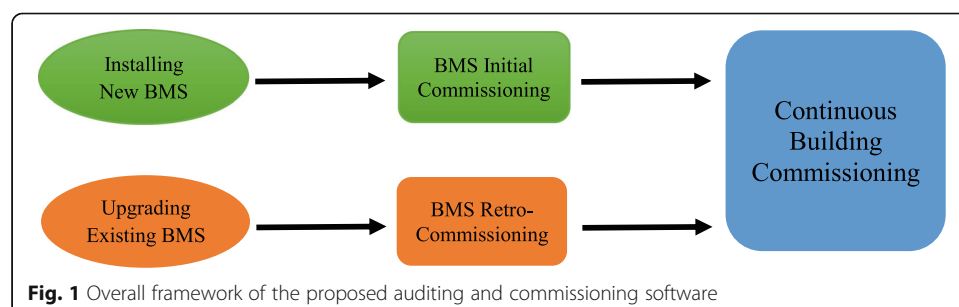 Installing
New BMS
BMS Initial
Commissioning
Continuous
Building
Commissioning
Upgrading
Existing BMS
BMS Retro-
Commissioning
Fig. 1 Overall framework of the proposed auditing and commissioning software